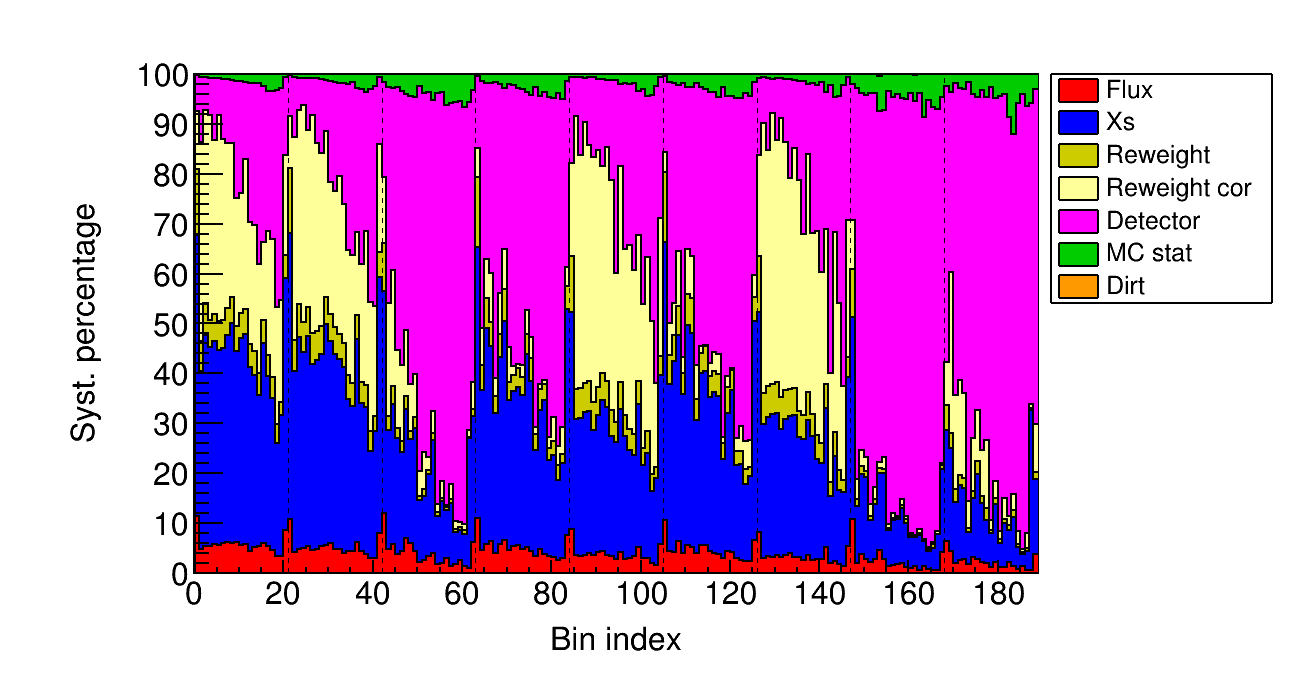 Syst. percentage
100
90
80
70
60
50
40
30
20
10
0
0 20 40 60 80 100 120 140 160 180
Bin index
Flux
Xs
Reweight
Reweight cor
Detector
MC stat
Dirt